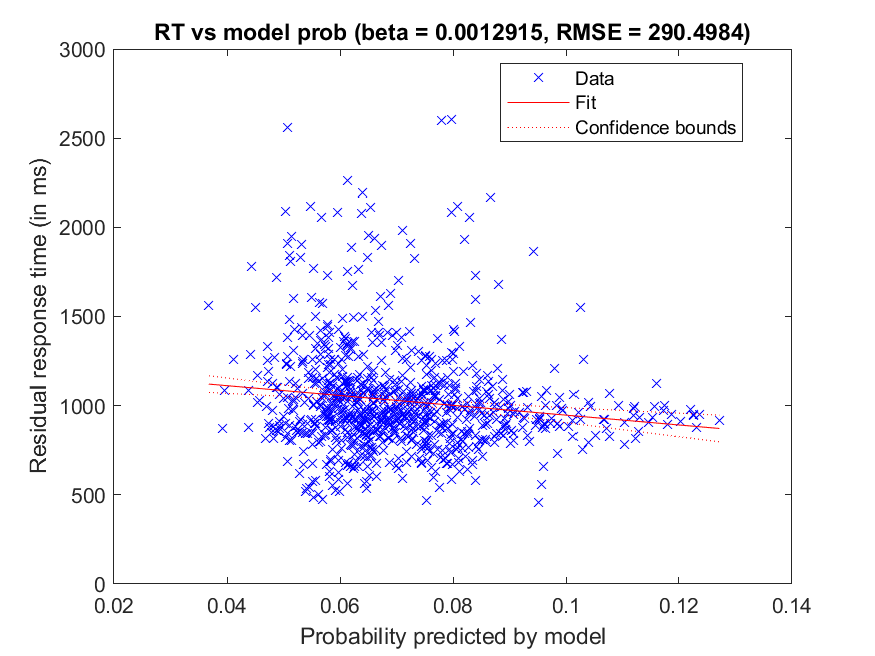 RT vs model prob (beta = 0.0012915, RMSE = 290.4984)
3000
2500
2000
1500
1000
500
0
Residual response time (in ms)
Data
Fit
Confidence bounds
0.02 0.04 0.06 0.08 0.1 0.12 0.14
Probability predicted by model